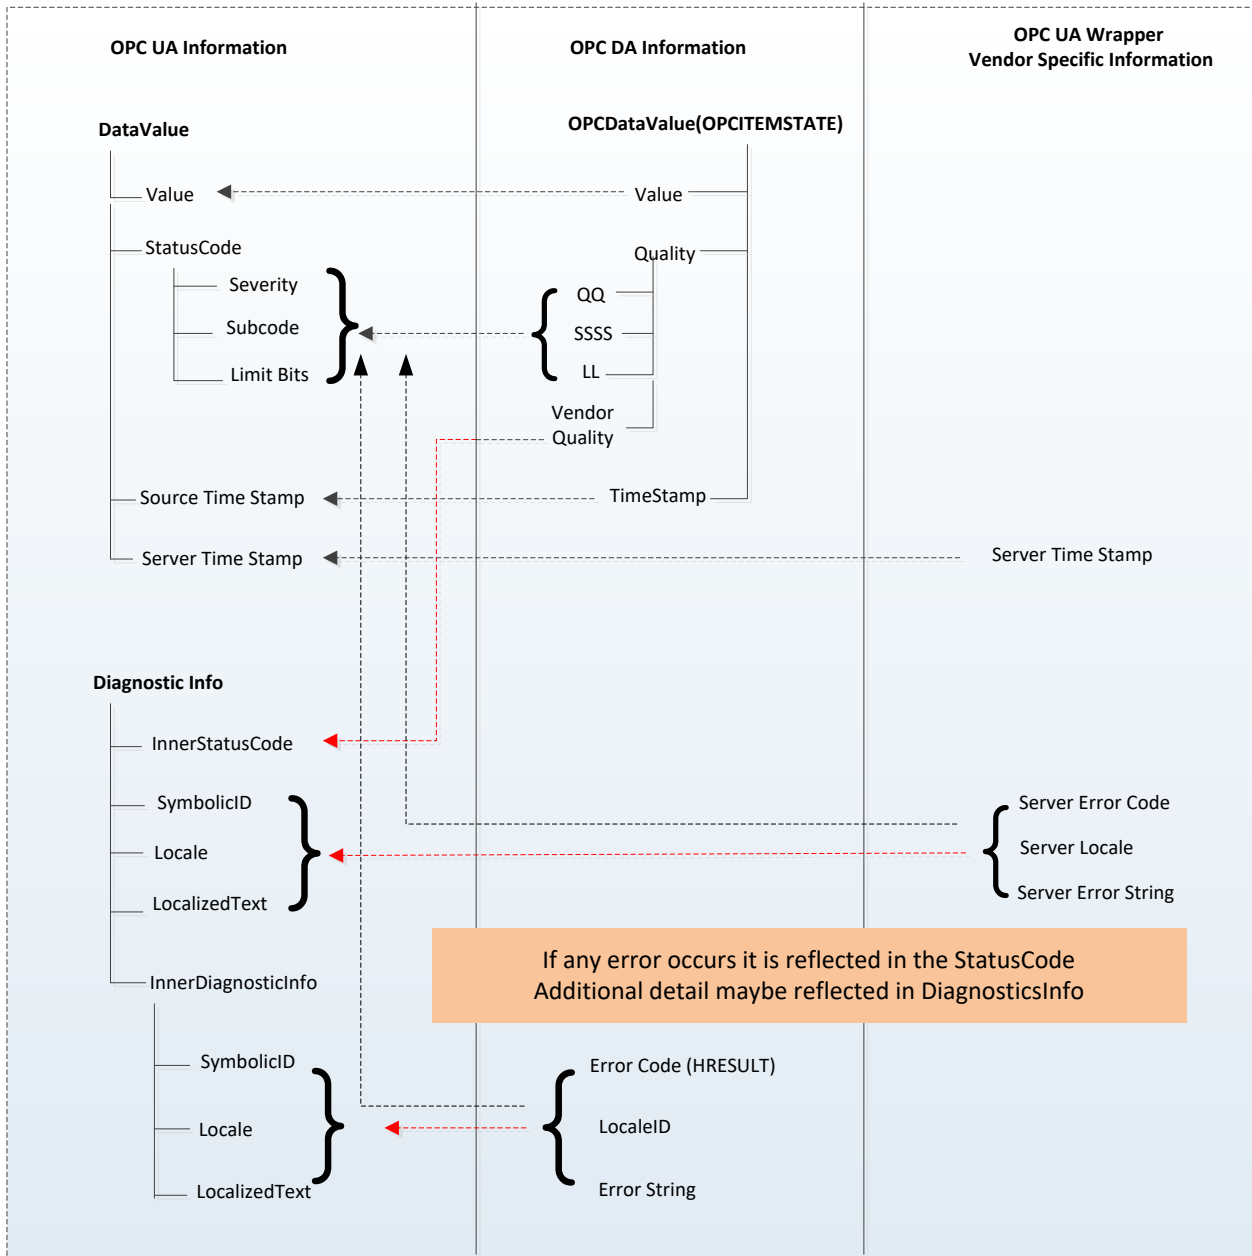 OPC UA Information
OPC DA Information
OPC UA Wrapper
Vendor Specific Information
DataValue
OPCDataValue(OPCITEMSTATE)
Value
Value
StatusCode
Quality
Severity
QQ
Subcode
SSSS
Limit Bits
LL
Vendor
Quality
Source Time Stamp
TimeStamp
Server Time Stamp
Server Time Stamp
Diagnostic Info
InnerStatusCode
SymbolicID
Server Error Code
Locale
Server Locale
LocalizedText
Server Error String
If any error occurs it is reflected in the StatusCode
Additional detail maybe reflected in DiagnosticsInfo
InnerDiagnosticInfo
SymbolicID
Error Code (HRESULT)
Locale
LocaleID
LocalizedText
Error String